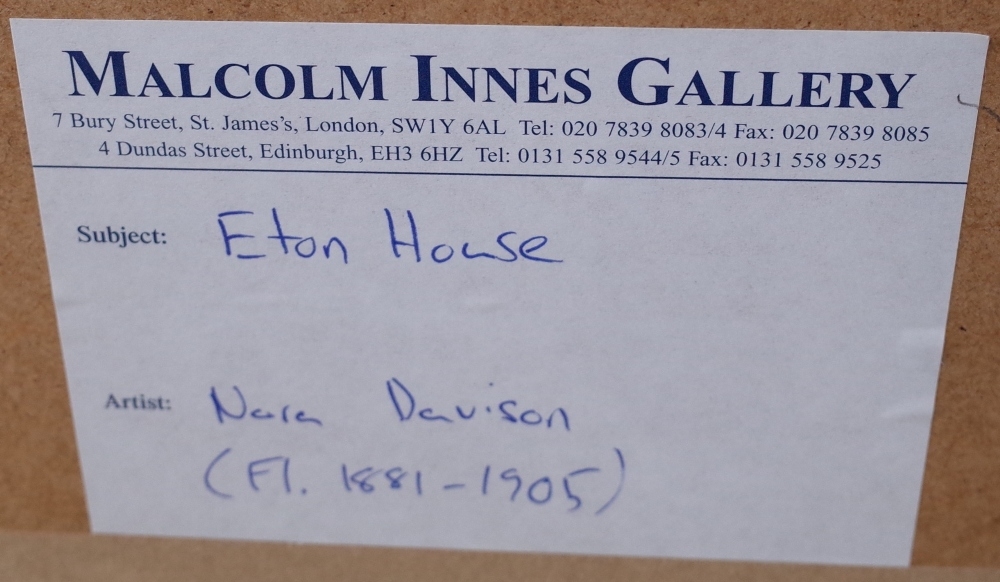 MALCOLM INNES GALLERY
7 Bury Street, St. James's, London, SW1Y 6AL Tel: 020 7839 8083/4 Fax: 020 7839 8085
4 Dundas Street, Edinburgh, EH3 6HZ Tel: 0131 558 9544/5 Fax: 0131 558 9525
Subject: Eton House
Artist: Nora Davison
(Fl. 1881-1905)